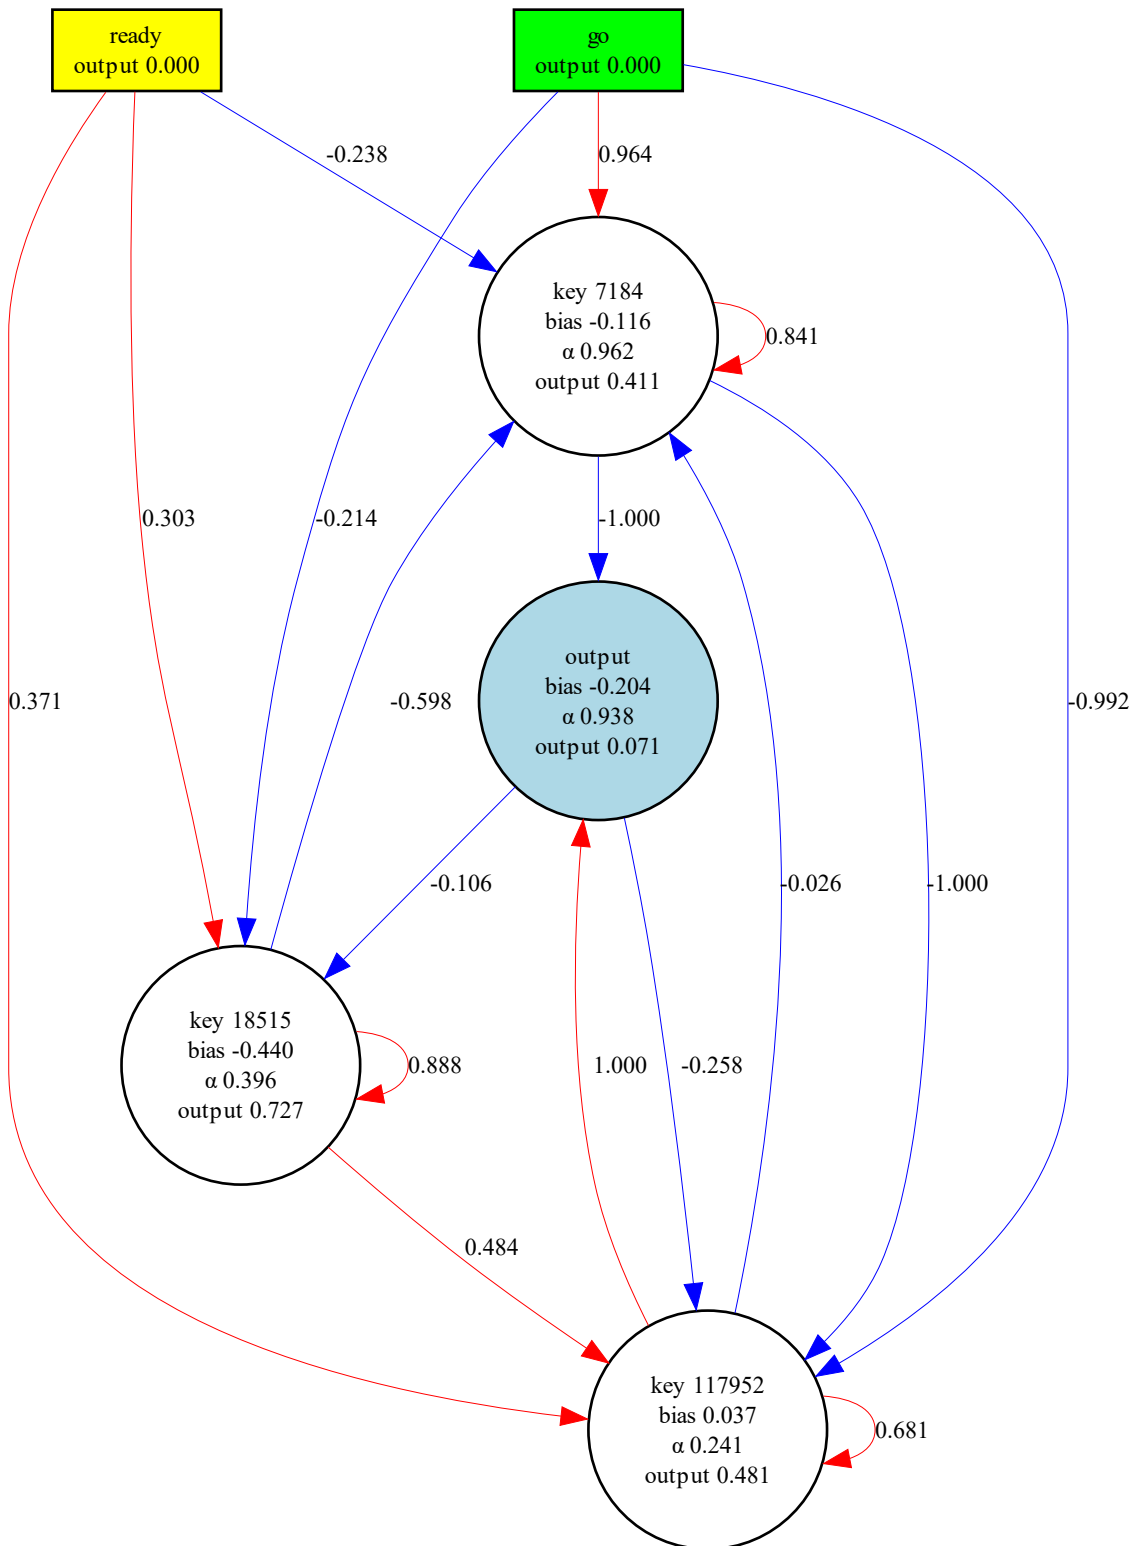 ready
output 0.000
go
output 0.000
-0.238
0.964
key 7184
bias -0.116
α 0.962
output 0.411
0.841
0.303
-0.214
-1.000
output
bias -0.204
α 0.938
output 0.071
0.371
-0.598
-0.992
-0.106
-0.026
-1.000
key 18515
bias -0.440
α 0.396
output 0.727
0.888
1.000
-0.258
0.484
key 117952
bias 0.037
α 0.241
output 0.481
0.681